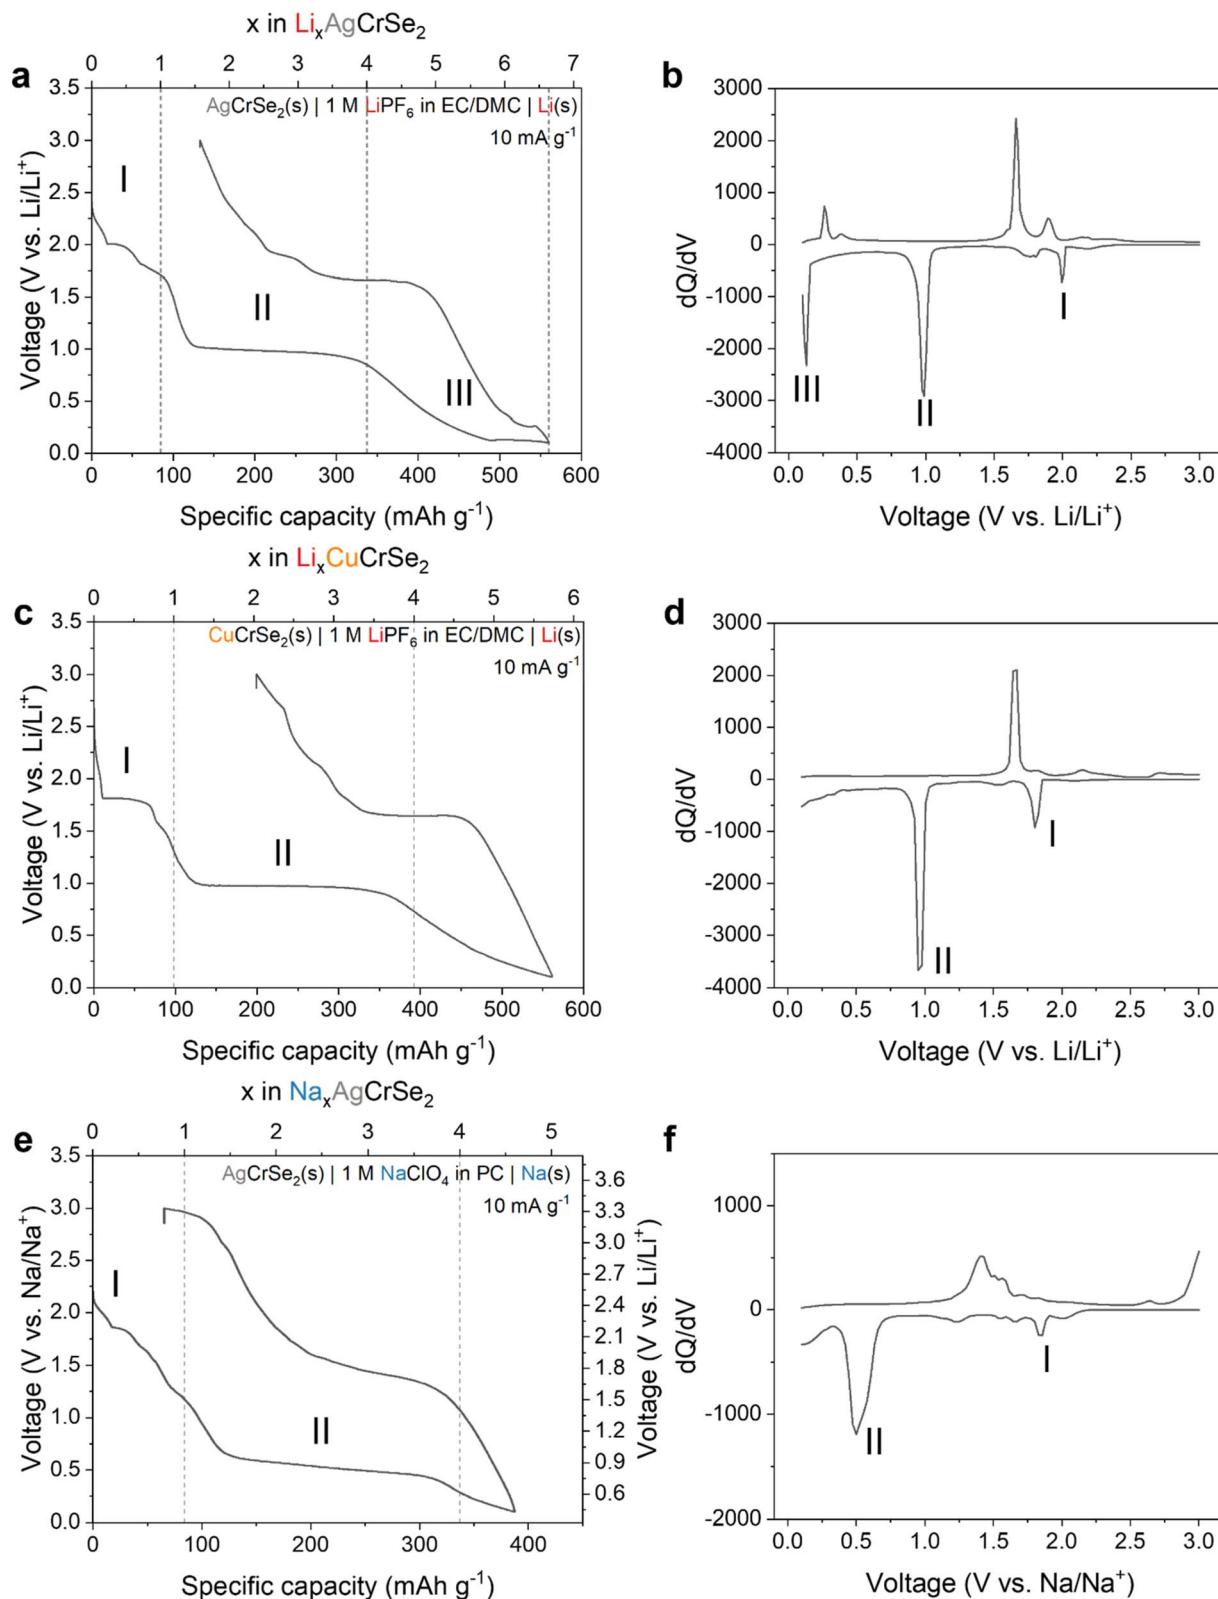 x in LiₓAgCrSe₂
0 1 2 3 4 5 6 7
a
3.5
3.0
2.5
2.0
1.5
1.0
0.5
0.0
Voltage (V vs. Li/Li⁺)
AgCrSe₂(s) | 1 M LiPF₆ in EC/DMC | Li(s)
10 mA g⁻¹
I
II
III
0 100 200 300 400 500 600
Specific capacity (mAh g⁻¹)
b
3000
2000
1000
0
-1000
-2000
-3000
-4000
dQ/dV
I
III
II
0.0 0.5 1.0 1.5 2.0 2.5 3.0
Voltage (V vs. Li/Li⁺)
x in LiₓCuCrSe₂
0 1 2 3 4 5 6
c
3.5
3.0
2.5
2.0
1.5
1.0
0.5
0.0
Voltage (V vs. Li/Li⁺)
CuCrSe₂(s) | 1 M LiPF₆ in EC/DMC | Li(s)
10 mA g⁻¹
I
II
0 100 200 300 400 500 600
Specific capacity (mAh g⁻¹)
d
3000
2000
1000
0
-1000
-2000
-3000
-4000
dQ/dV
I
II
0.0 0.5 1.0 1.5 2.0 2.5 3.0
Voltage (V vs. Li/Li⁺)
x in NaₓAgCrSe₂
0 1 2 3 4 5
e
3.5
3.0
2.5
2.0
1.5
1.0
0.5
0.0
Voltage (V vs. Na/Na⁺)
AgCrSe₂(s) | 1 M NaClO₄ in PC | Na(s)
10 mA g⁻¹
I
II
3.6
3.3
3.0
2.7
2.4
2.1
1.8
1.5
1.2
0.9
0.6
Voltage (V vs. Li/Li⁺)
0 100 200 300 400
Specific capacity (mAh g⁻¹)
f
1000
0
-1000
-2000
dQ/dV
I
II
0.0 0.5 1.0 1.5 2.0 2.5 3.0
Voltage (V vs. Na/Na⁺)